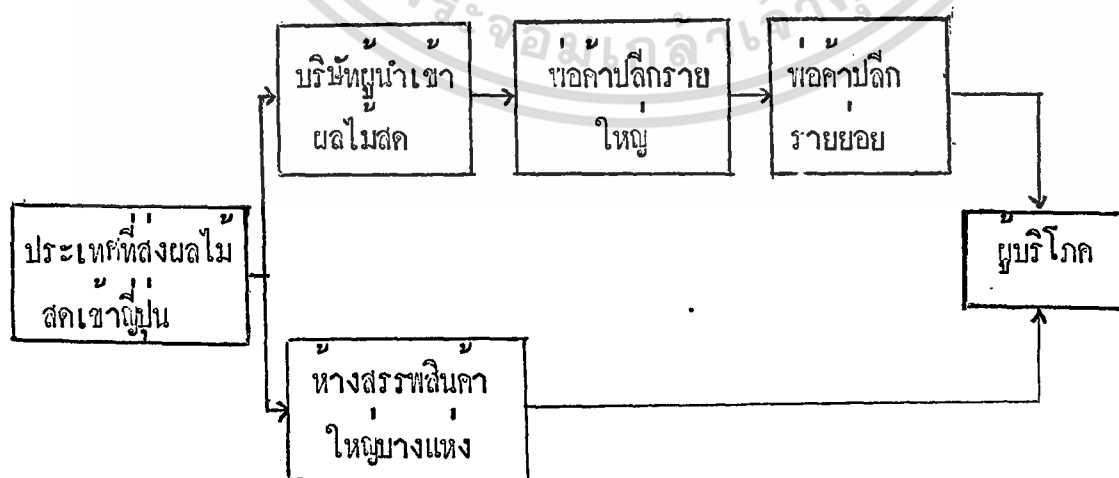 บริษัทผู้นำเข้า
ผลไม้สด
พ่อค้าปลีกราย
ใหญ่
พ่อค้าปลีก
รายย่อย
ประเทศที่ส่งผลไม้
สดเข้าญี่ปุ่น
ผู้บริโภค
ห้างสรรพสินค้า
ใหญ่บางแห่ง